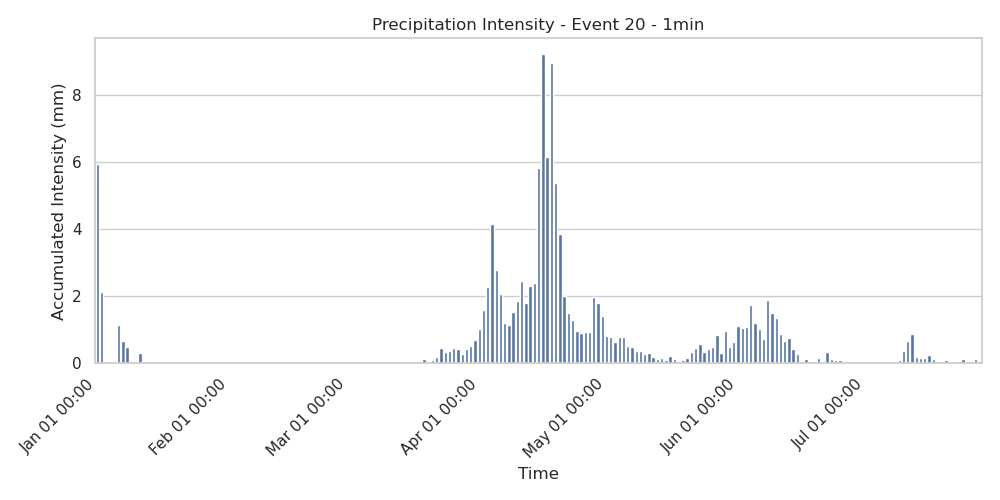 Precipitation Intensity - Event 20 - 1min
Accumulated Intensity (mm)
8
6
4
2
0
Jan 01 00:00
Feb 01 00:00
Mar 01 00:00
Apr 01 00:00
May 01 00:00
Jun 01 00:00
Jul 01 00:00
Time